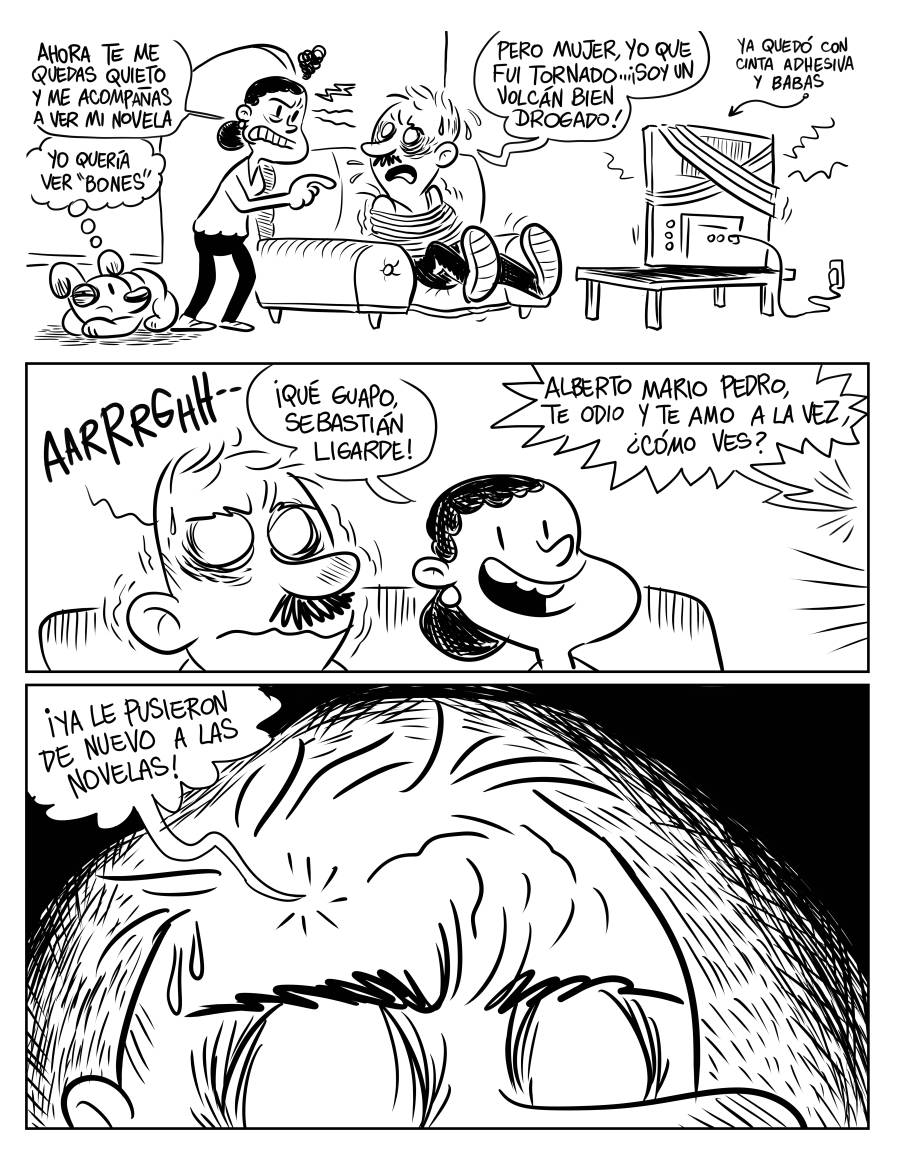 AHORA TE ME
QUEDAS QUIETO
Y ME ACOMPAÑAS
A VER MI NOVELA
YO QUERÍA
VER "BONES"
PERO MUJER, YO QUE
FUI TORNADO...¡SOY UN
VOLCÁN BIEN
DROGADO!
YA QUEDÓ CON
CINTA ADHESIVA
Y BABAS
AARRRGHH--
¡QUÉ GUAPO,
SEBASTIÁN
LIGARDE!
ALBERTO MARIO PEDRO,
TE ODIO Y TE AMO A LA VEZ,
¿CÓMO VES?
¡YA LE PUSIERON
DE NUEVO A LAS
NOVELAS!